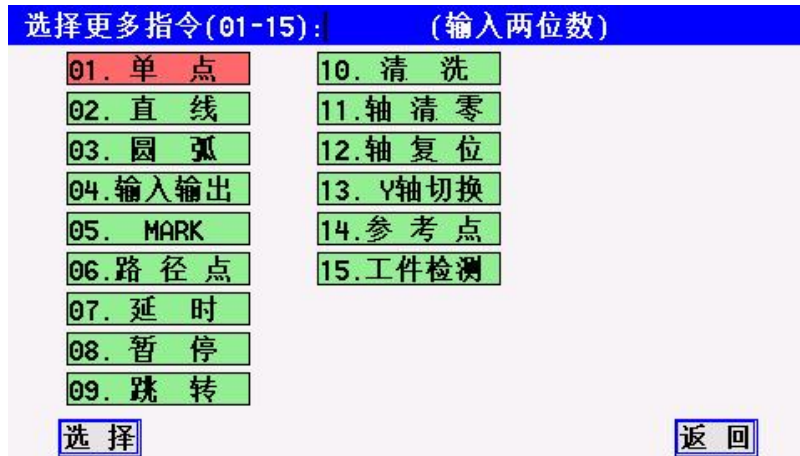 选择更多指令(01-15): (输入两位数)
01. 单 点
02. 直 线
03. 圆 弧
04.输入输出
05. MARK
06.路 径 点
07. 延 时
08. 暂 停
09. 跳 转
10. 清 洗
11.轴 清 零
12.轴 复 位
13. Y轴切换
14.参 考 点
15.工件检测
选 择
返 回